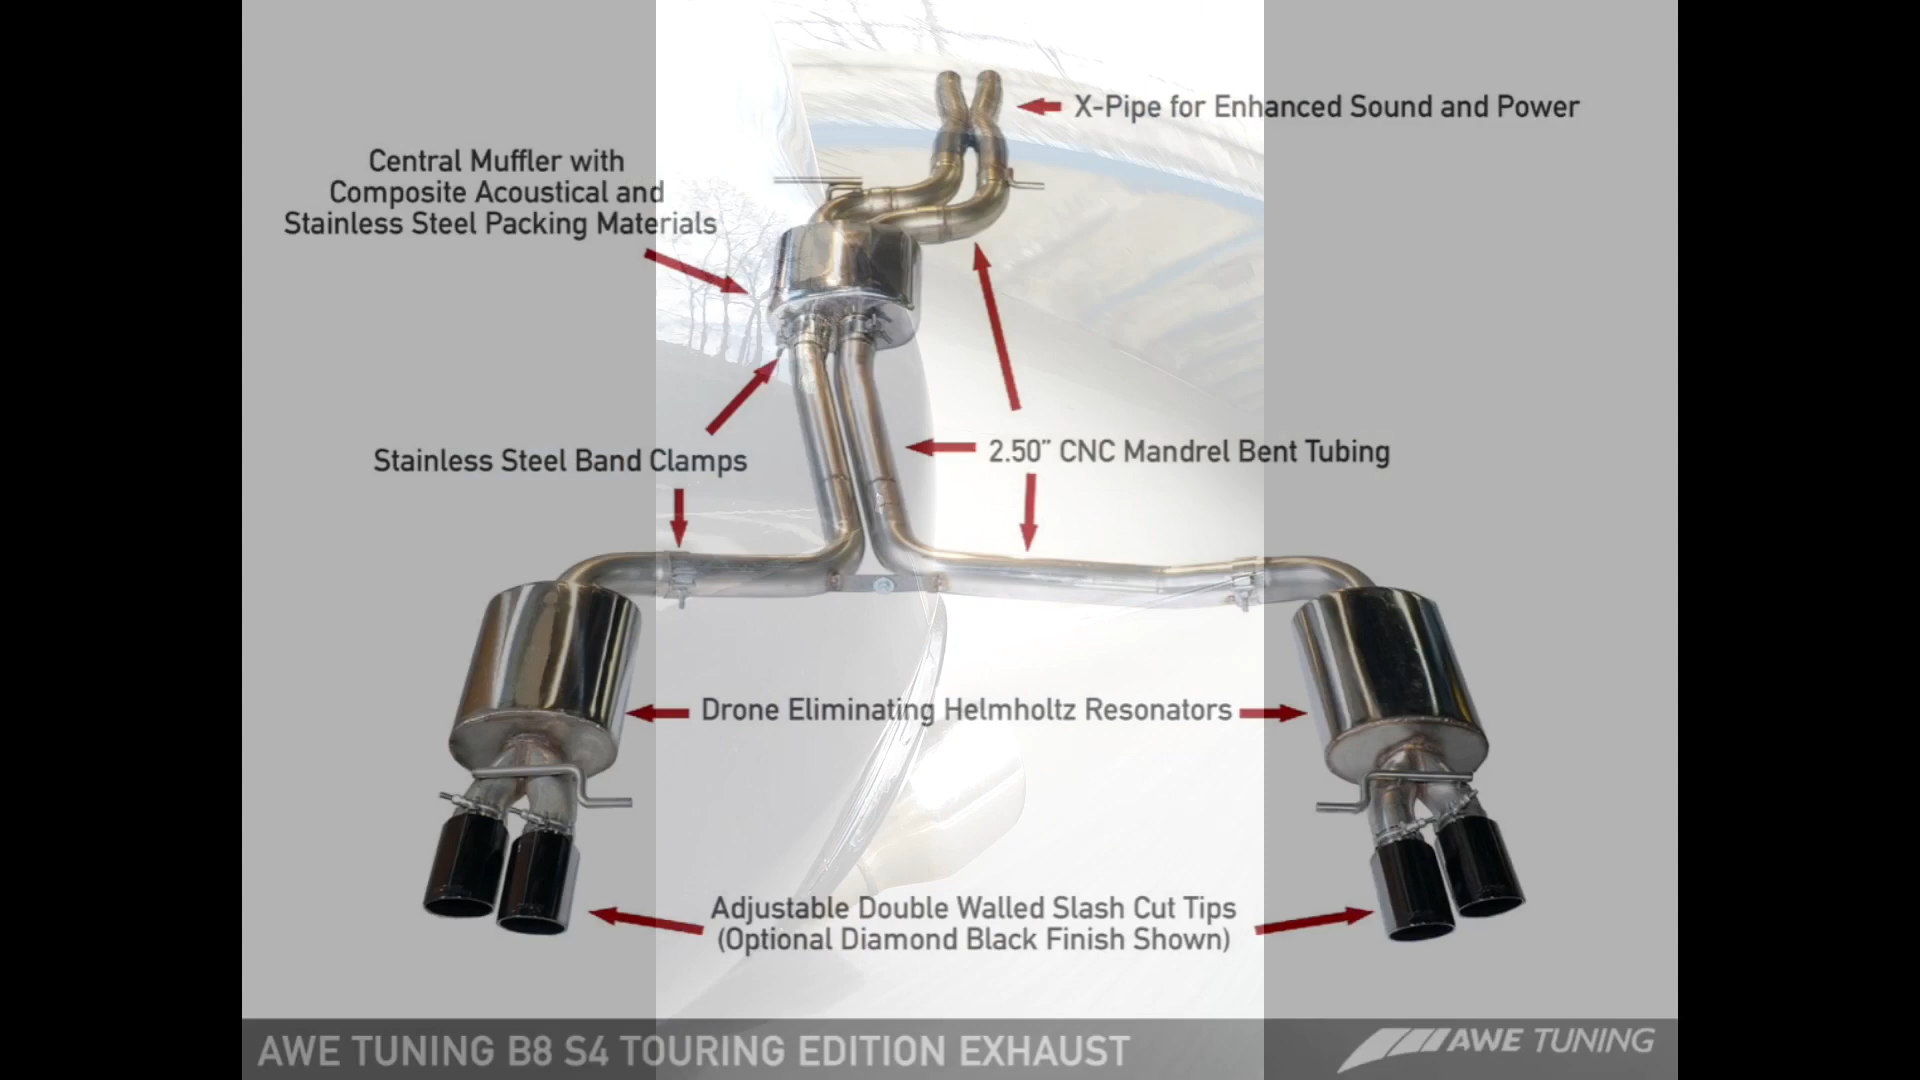 X-Pipe for Enhanced Sound and Power
Central Muffler with
Composite Acoustical and
Stainless Steel Packing Materials
Stainless Steel Band Clamps
2.50” CNC Mandrel Bent Tubing
Drone Eliminating Helmholtz Resonators
Adjustable Double Walled Slash Cut Tips
(Optional Diamond Black Finish Shown)
AWE TUNING B8 S4 TOURING EDITION EXHAUST
AWE TUNING